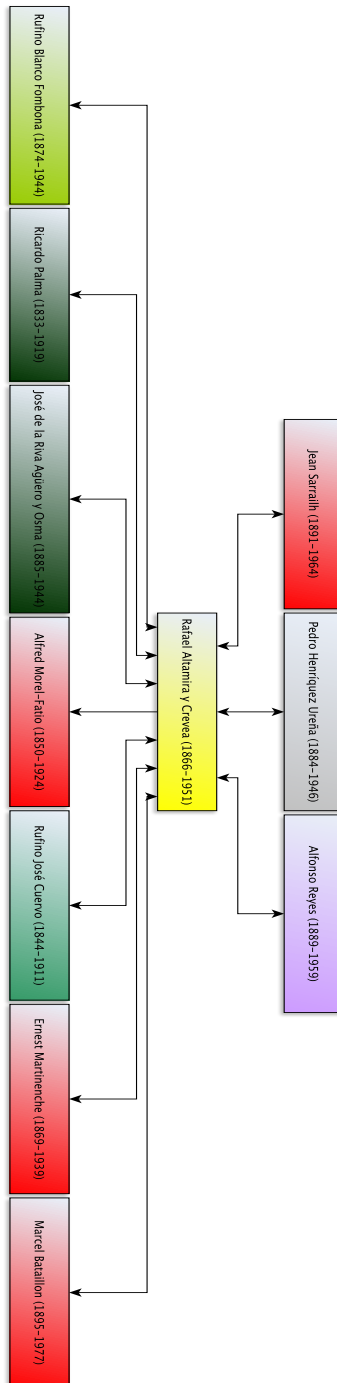 Jean Sarrailh (1891-1964)
Pedro Henríquez Ureña (1884-1946)
Alfonso Reyes (1889-1959)
Rafael Altamira y Crevea (1866-1951)
Rufino Blanco Fombona (1874-1944)
Ricardo Palma (1833-1919)
José de la Riva Agüero y Osma (1885-1944)
Alfred Morel-Fatio (1850-1924)
Rufino José Cuervo (1844-1911)
Ernest Martinenche (1869-1939)
Marcel Bataillon (1895-1977)